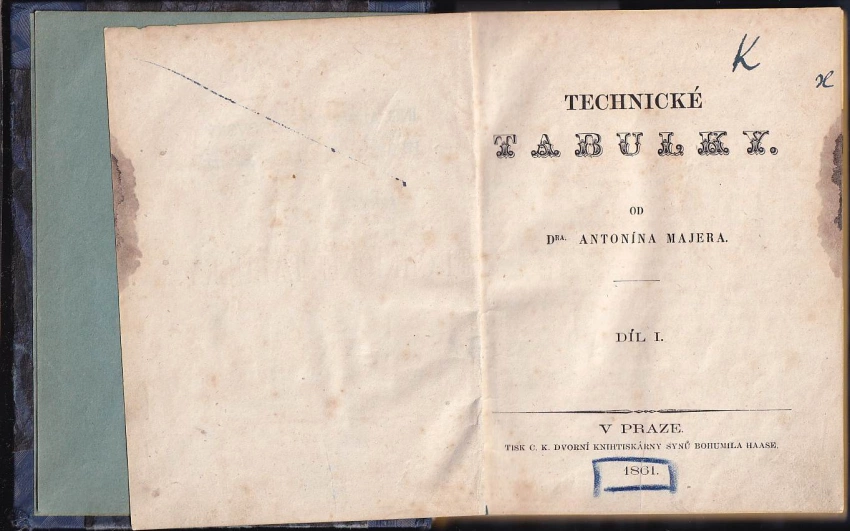 K
TECHNICKÉ
TABULKY.
OD
DRA. ANTONÍNA MAJERA.
DÍL I.
V PRAZE.
TISK C. K. DVORNÍ KNIHTISKÁRNY SYNŮ BOHUMILA HAASE.
1861.